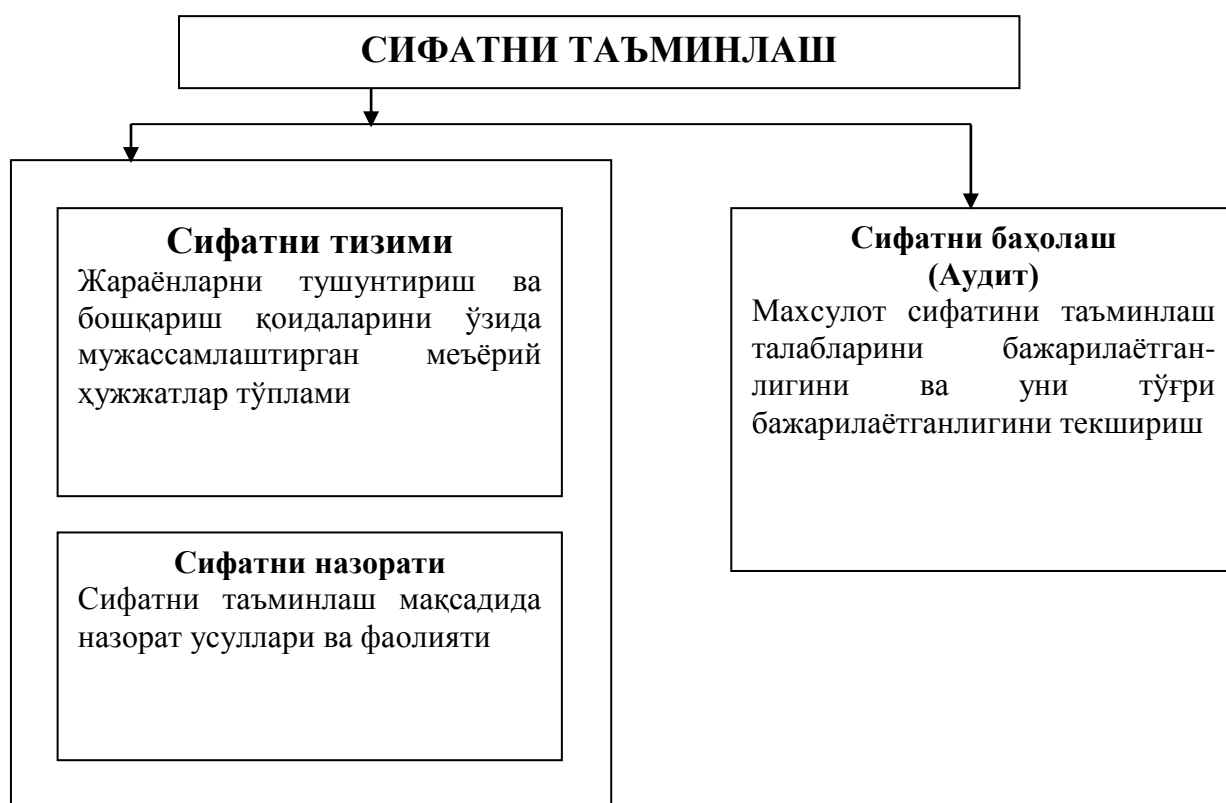 СИФАТНИ ТАЪМИНЛАШ
Сифатни тизими
Жараёнларни тушунтириш ва
бошқариш қоидаларини ўзида
мужассамлаштирган меъёрий
ҳужжатлар тўплами
Сифатни назорати
Сифатни таъминлаш мақсадида
назорат усуллари ва фаолияти
Сифатни баҳолаш
(Аудит)
Махсулот сифатини таъминлаш
талабларини бажарилаётган-
лигини ва уни тўғри
бажарилаётганлигини текшириш